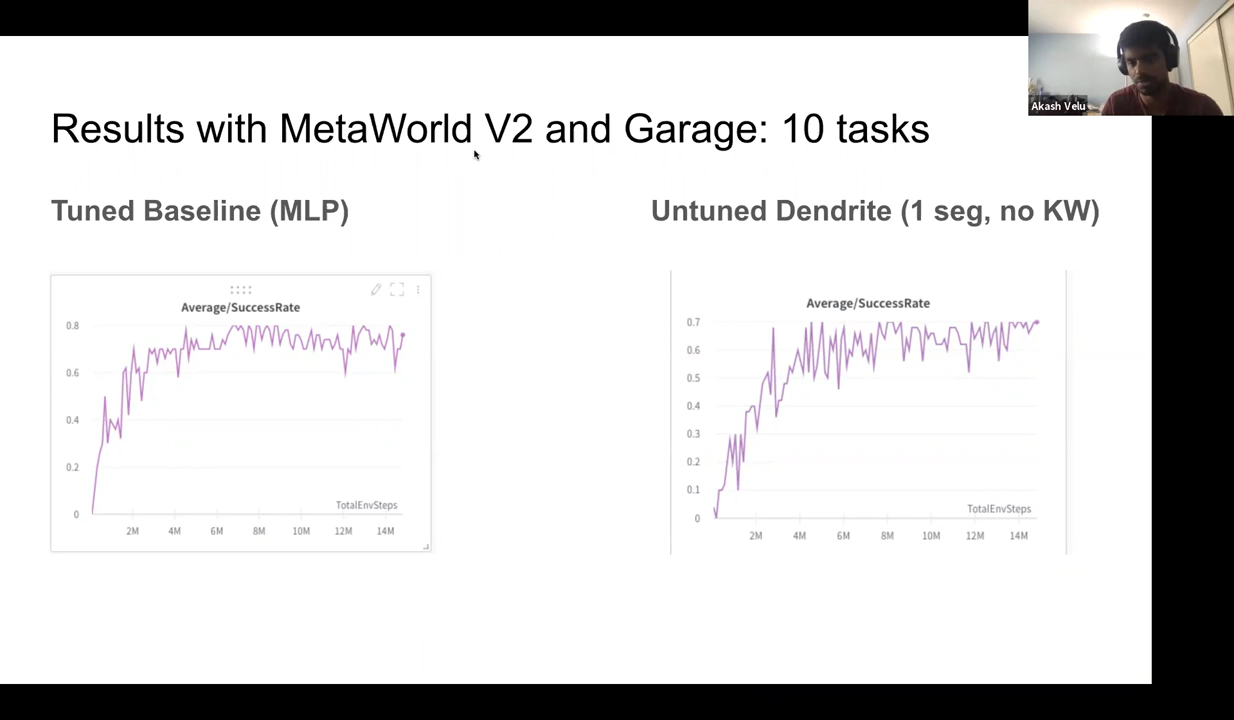 Akash Velu
Results with MetaWorld V2 and Garage: 10 tasks
Tuned Baseline (MLP)
Untuned Dendrite (1 seg, no KW)
Average/SuccessRate
0.8
0.6
0.4
0.2
0
TotalEnvSteps
2M 4M 6M 8M 10M 12M 14M
Average/SuccessRate
0.7
0.6
0.5
0.4
0.3
0.2
0.1
0
TotalEnvSteps
2M 4M 6M 8M 10M 12M 14M